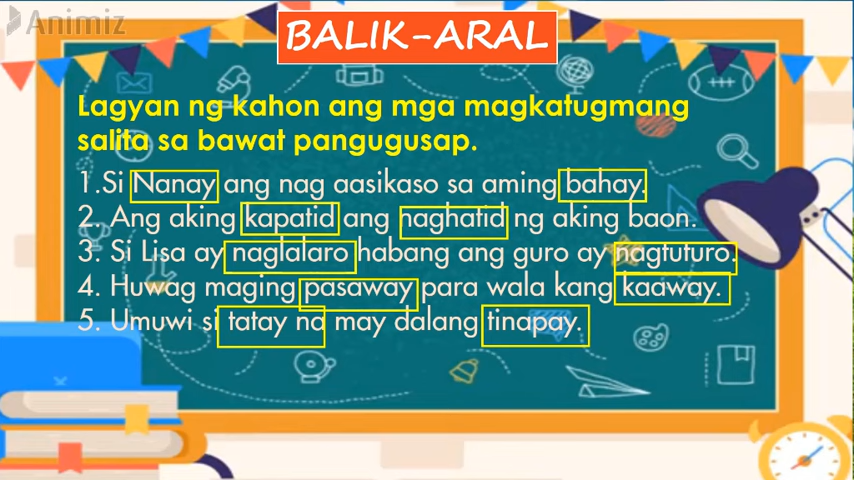 Animiz
BALIK-ARAL
Lagyan ng kahon ang mga magkatugmang
salita sa bawat pangugusap.
1.Si Nanay ang nag aasikaso sa aming bahay.
2. Ang aking kapatid ang naghatid ng aking baon.
3. Si Lisa ay naglalaro habang ang guro ay nagtuturo.
4. Huwag maging pasaway para wala kang kaaway.
5. Umuwi si tatay na may dalang tinapay.